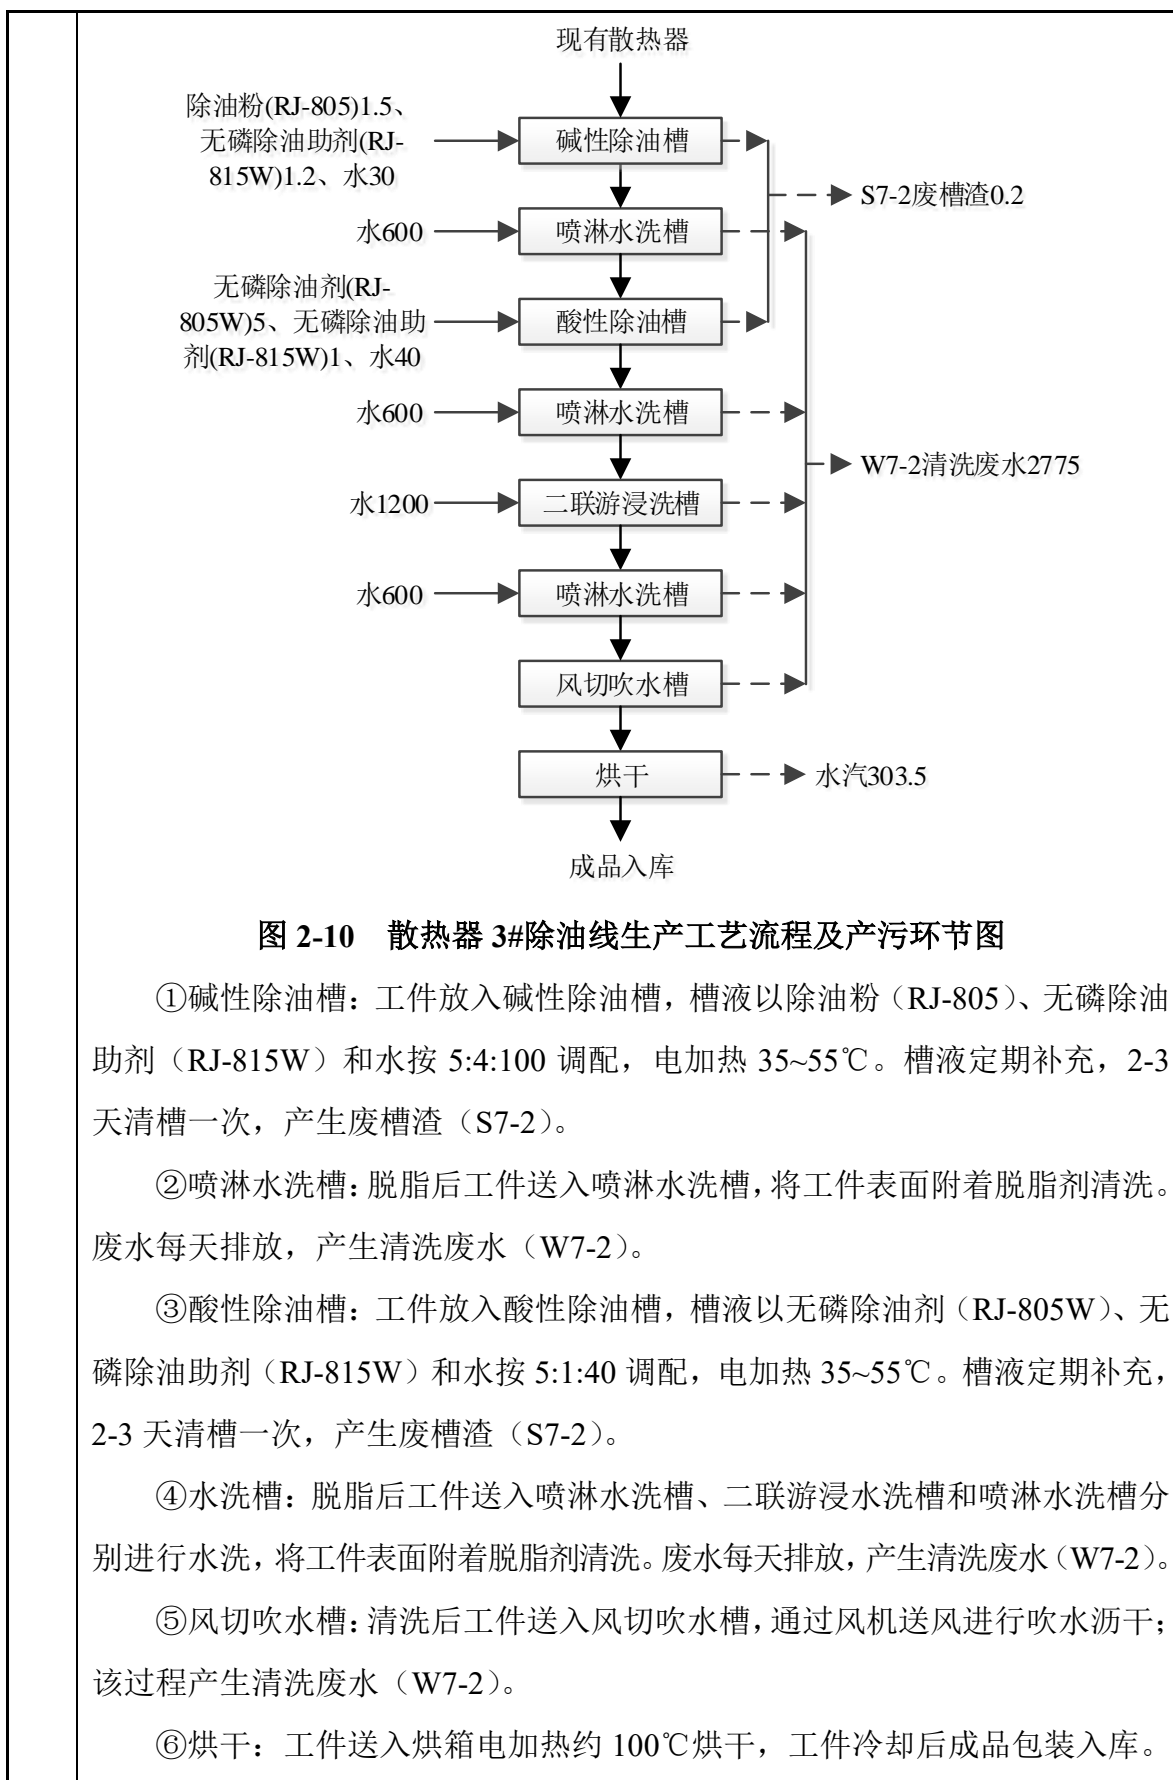 现有散热器
除油粉(RJ-805)1.5、
无磷除油助剂(RJ-
815W)1.2、水30
碱性除油槽
S7-2废槽渣0.2
水600
喷淋水洗槽
无磷除油剂(RJ-
805W)5、无磷除油助
剂(RJ-815W)1、水40
酸性除油槽
水600
喷淋水洗槽
W7-2清洗废水2775
水1200
二联游浸洗槽
水600
喷淋水洗槽
风切吹水槽
烘干
水汽303.5
成品入库
图 2-10 散热器 3#除油线生产工艺流程及产污环节图
①碱性除油槽：工件放入碱性除油槽，槽液以除油粉（RJ-805）、无磷除油
助剂（RJ-815W）和水按 5:4:100 调配，电加热 35~55℃。槽液定期补充，2-3
天清槽一次，产生废槽渣（S7-2）。
②喷淋水洗槽：脱脂后工件送入喷淋水洗槽，将工件表面附着脱脂剂清洗。
废水每天排放，产生清洗废水（W7-2）。
③酸性除油槽：工件放入酸性除油槽，槽液以无磷除油剂（RJ-805W）、无
磷除油助剂（RJ-815W）和水按 5:1:40 调配，电加热 35~55℃。槽液定期补充，
2-3 天清槽一次，产生废槽渣（S7-2）。
④水洗槽：脱脂后工件送入喷淋水洗槽、二联游浸水洗槽和喷淋水洗槽分
别进行水洗，将工件表面附着脱脂剂清洗。废水每天排放，产生清洗废水（W7-2）。
⑤风切吹水槽：清洗后工件送入风切吹水槽，通过风机送风进行吹水沥干；
该过程产生清洗废水（W7-2）。
⑥烘干：工件送入烘箱电加热约 100℃烘干，工件冷却后成品包装入库。